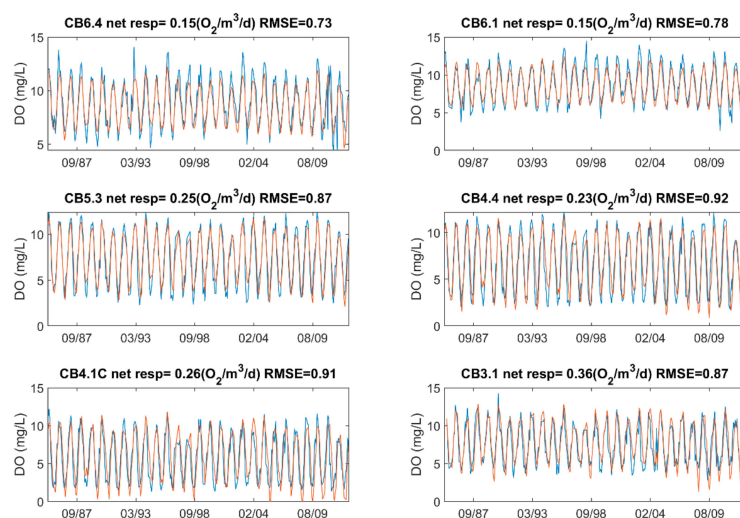 CB6.4 net resp= 0.15(O₂/m³/d) RMSE=0.73
15
10
5
DO (mg/L)
09/87 03/93 09/98 02/04 08/09
CB6.1 net resp= 0.15(O₂/m³/d) RMSE=0.78
15
10
5
0
DO (mg/L)
09/87 03/93 09/98 02/04 08/09
CB5.3 net resp= 0.25(O₂/m³/d) RMSE=0.87
10
5
0
DO (mg/L)
09/87 03/93 09/98 02/04 08/09
CB4.4 net resp= 0.23(O₂/m³/d) RMSE=0.92
10
5
0
DO (mg/L)
09/87 03/93 09/98 02/04 08/09
CB4.1C net resp= 0.26(O₂/m³/d) RMSE=0.91
15
10
5
0
DO (mg/L)
09/87 03/93 09/98 02/04 08/09
CB3.1 net resp= 0.36(O₂/m³/d) RMSE=0.87
15
10
5
0
DO (mg/L)
09/87 03/93 09/98 02/04 08/09